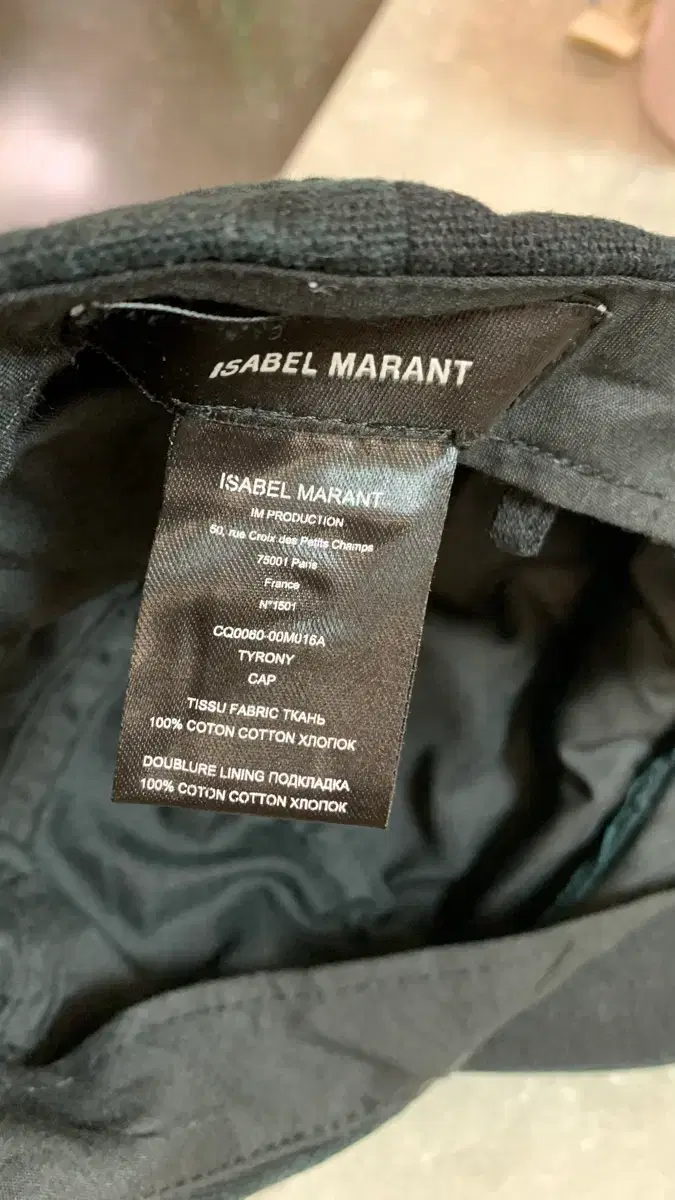 ISABEL MARANT
ISABEL MARANT
IM PRODUCTION
50, rue Croix des Petits Champs
75001 Paris
France
N°1501
CQ0060-00M016A
TYRONY
CAP
TISSU FABRIC ТКАНЬ
100% COTON COTTON ХЛОПОК
DOUBLURE LINING ПОДКЛАДКА
100% COTON COTTON ХЛОПОК